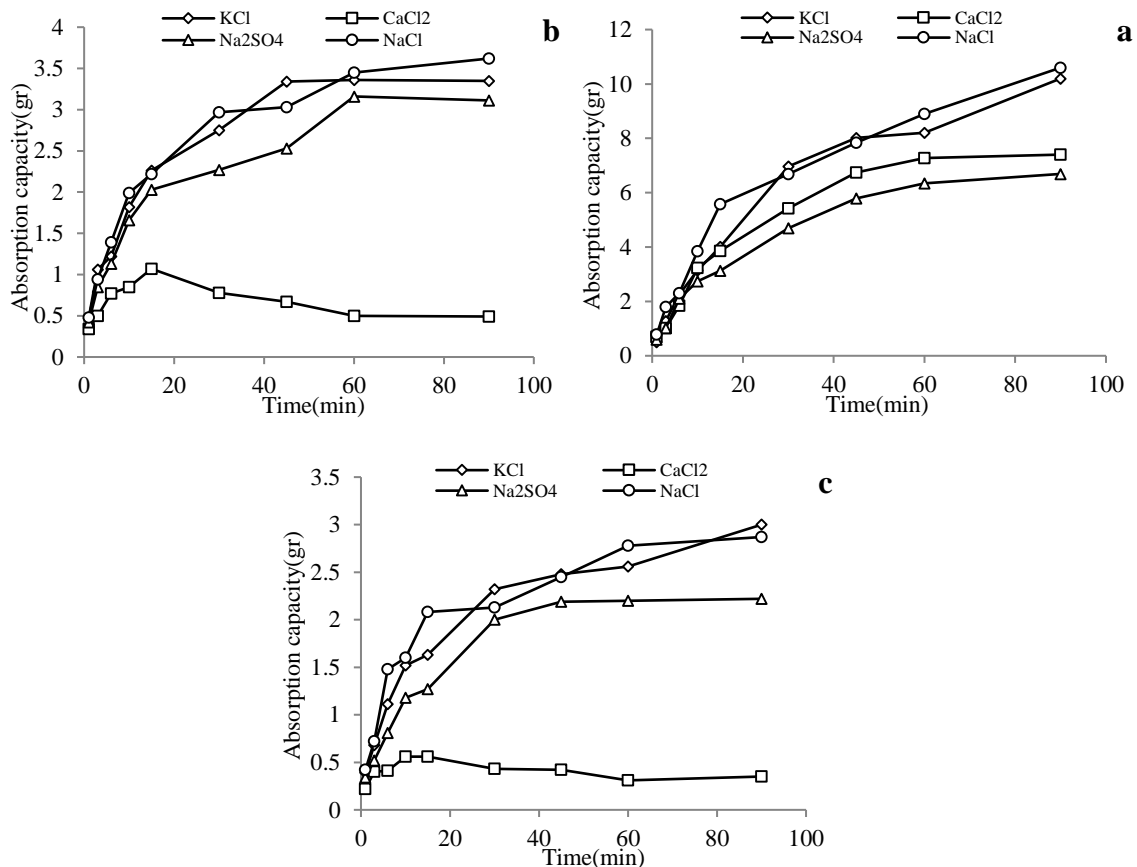 KCl CaCl2
Na2SO4 NaCl
b
Absorption capacity(gr)
4
3.5
3
2.5
2
1.5
1
0.5
0
0 20 40 60 80 100
Time(min)
KCl CaCl2
Na2SO4 NaCl
a
Absorption capacity(gr)
12
10
8
6
4
2
0
0 20 40 60 80 100
Time(min)
KCl CaCl2
Na2SO4 NaCl
c
Absorption capacity(gr)
3.5
3
2.5
2
1.5
1
0.5
0
0 20 40 60 80 100
Time(min)